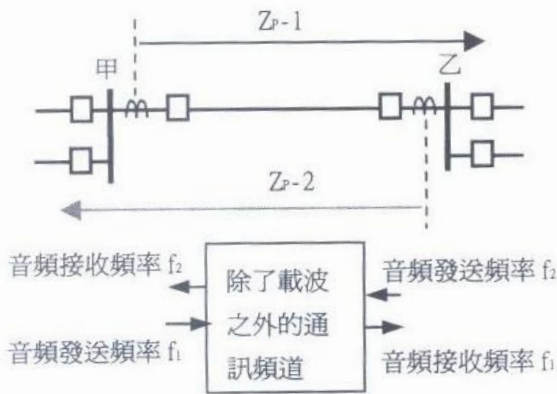 Zₚ-1
甲
乙
Zₚ-2
音頻接收頻率 f₂
音頻發送頻率 f₁
除了載波
之外的通
訊頻道
音頻發送頻率 f₂
音頻接收頻率 f₁